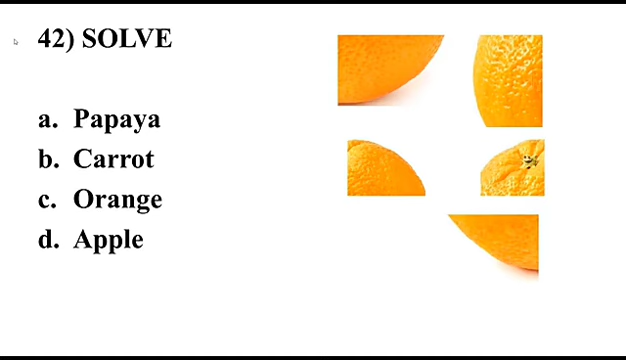 42) SOLVE
a. Papaya
b. Carrot
c. Orange
d. Apple